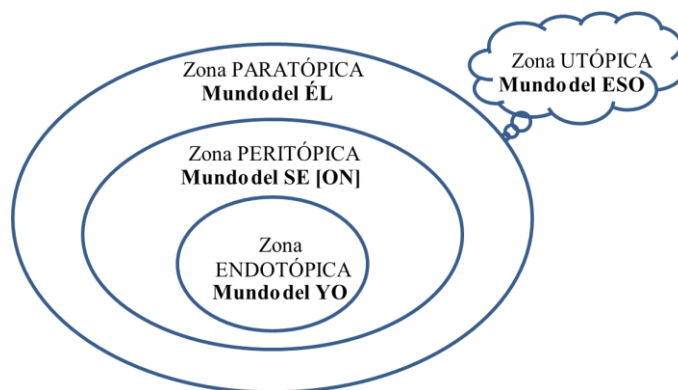 Zona PARATÓPICA
Mundo del ÉL
Zona UTÓPICA
Mundo del ESO
Zona PERITÓPICA
Mundo del SE [ON]
Zona
ENDOTÓPICA
Mundo del YO